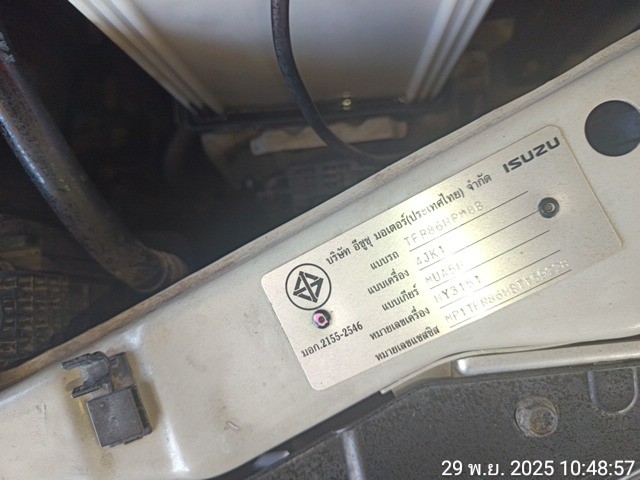 ISUZU
บริษัท อีซูซุ มอเตอร์(ประเทศไทย) จำกัด
แบบรถ
แบบเครื่อง 4JK1
แบบเกียร์ MUA5H
หมายเลขเครื่อง
หมายเลขแชสซิส
มอก.2155-2546
29 พ.ย. 2025 10:48:57